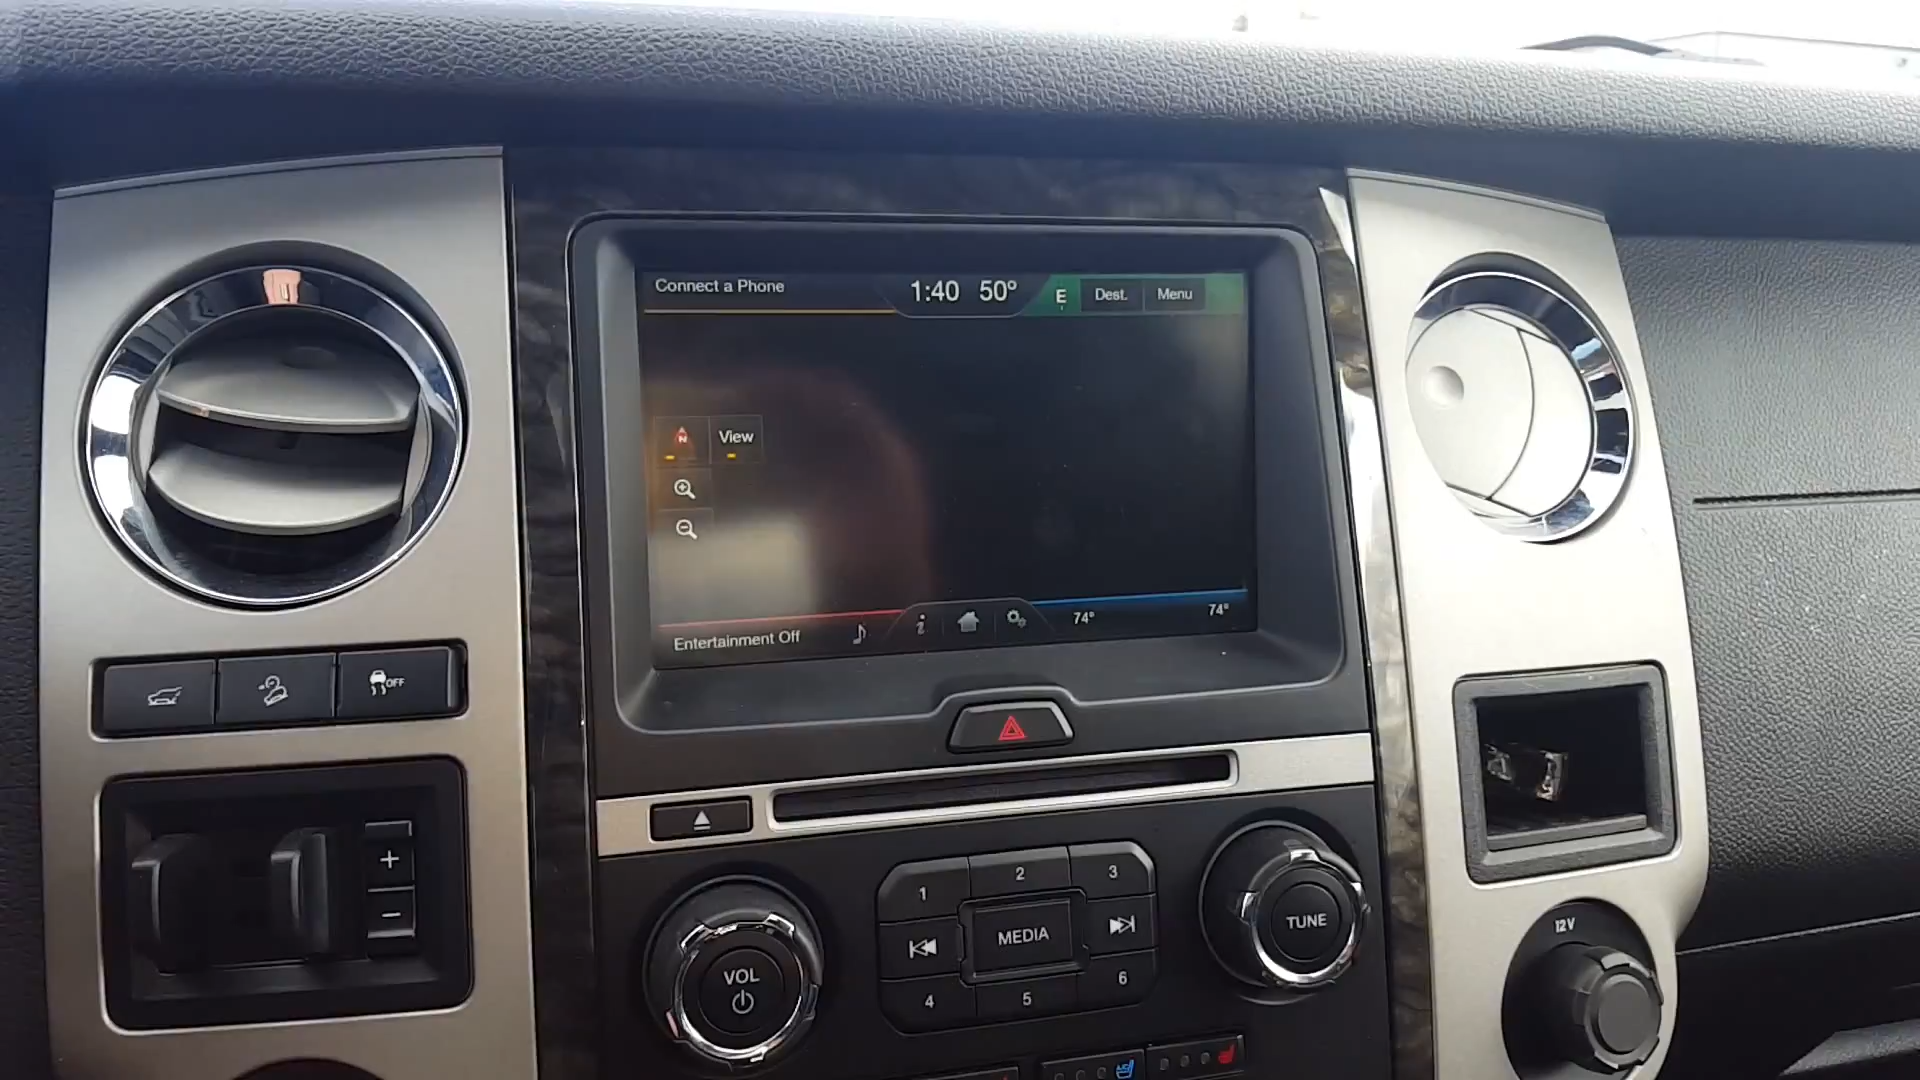 Connect a Phone
1:40 50°
E
Dest.
Menu
N
View
Entertainment Off
i
74°
74°
OFF
+
−
1
2
3
MEDIA
4
5
6
VOL
TUNE
12V
A/C